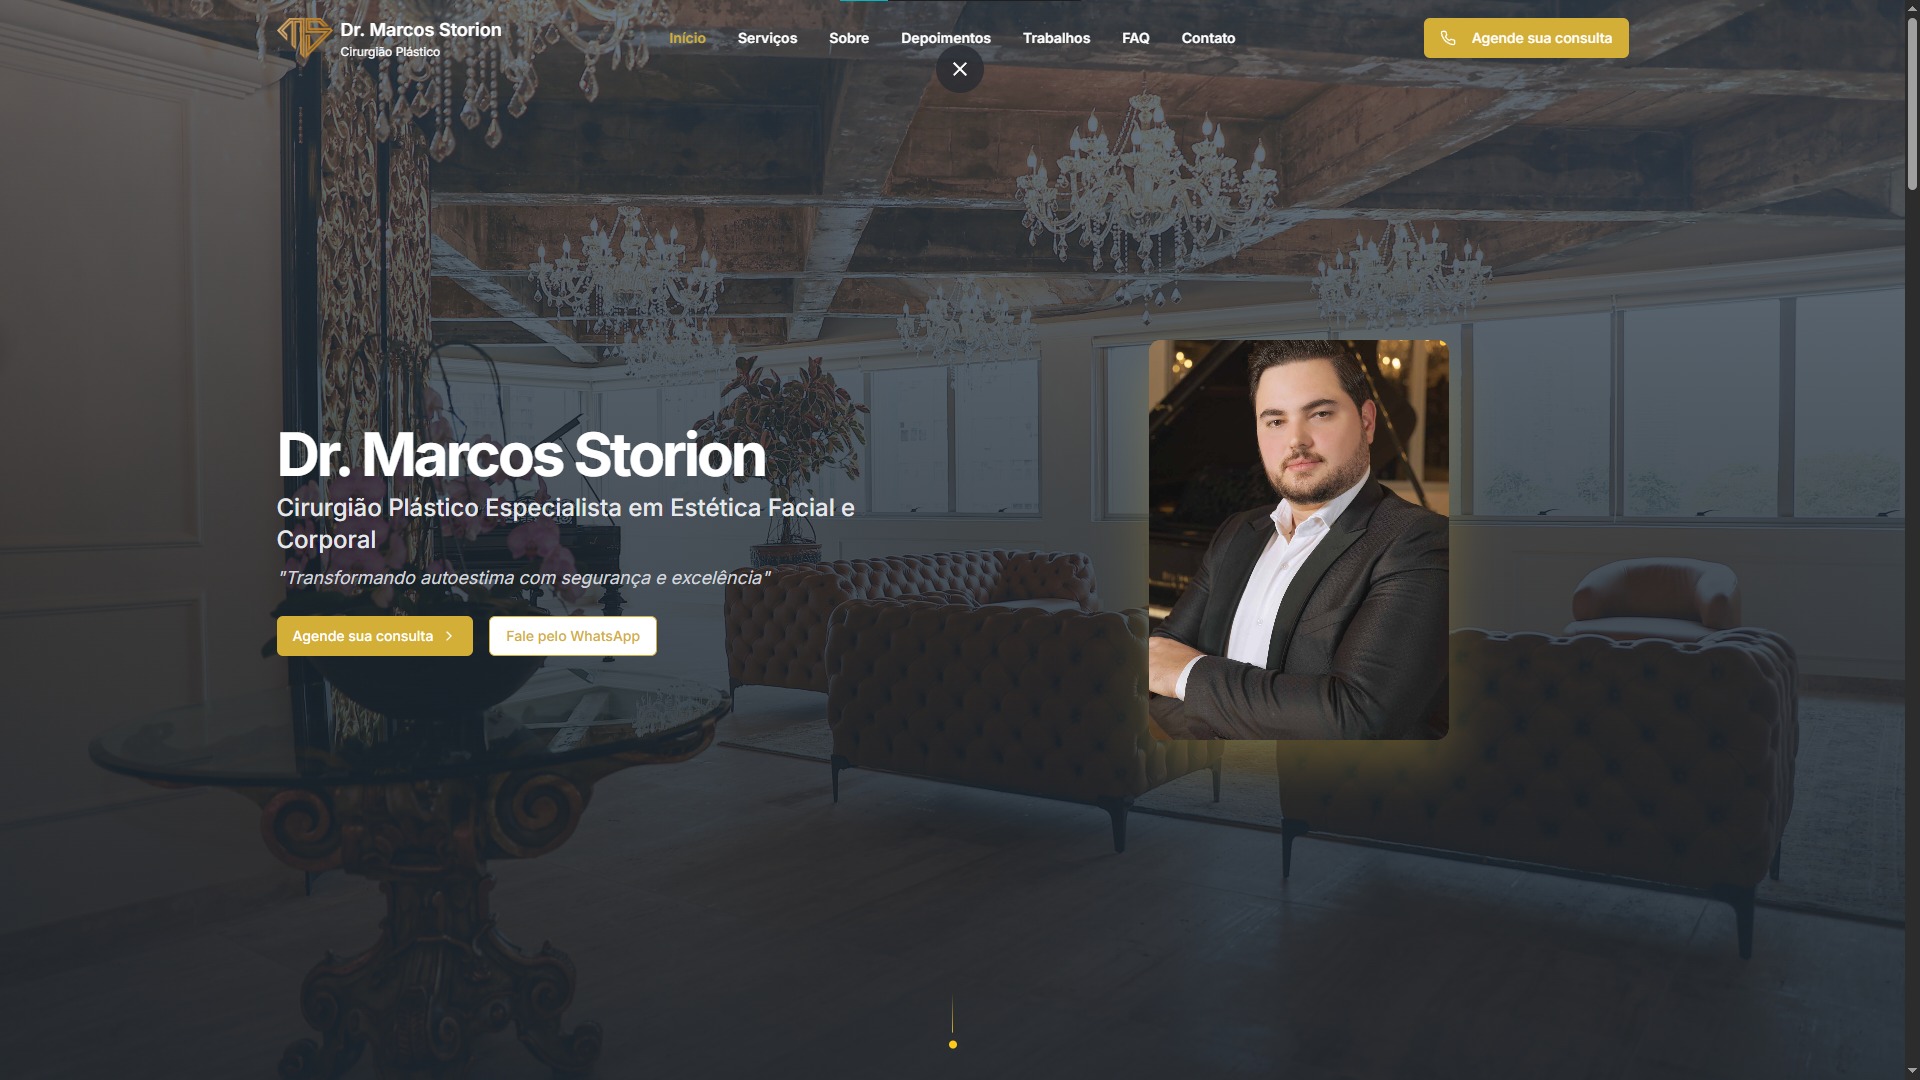 Dr. Marcos Storion
Cirurgião Plástico
Início
Serviços
Sobre
Depoimentos
Trabalhos
FAQ
Contato
Agende sua consulta
Dr. Marcos Storion
Cirurgião Plástico Especialista em Estética Facial e
Corporal
"Transformando autoestima com segurança e excelência"
Agende sua consulta
Fale pelo WhatsApp